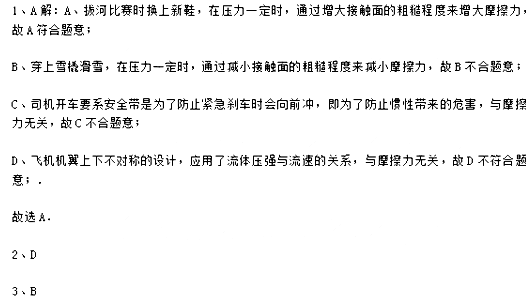 1、A 解：A、拔河比赛时换上新鞋，在压力一定时，通过增大接触面的粗糙程度来增大摩擦力，
故 A 符合题意；
B、穿上雪橇滑雪，在压力一定时，通过减小接触面的粗糙程度来减小摩擦力，故 B 不合题意；
C、司机开车要系安全带是为了防止紧急刹车时会向前冲，即为了防止惯性带来的危害，与摩擦
力无关，故 C 不合题意；
D、飞机机翼上下不对称的设计，应用了流体压强与流速的关系，与摩擦力无关，故 D 不符合题
意；.
故选 A.
2、D
3、B